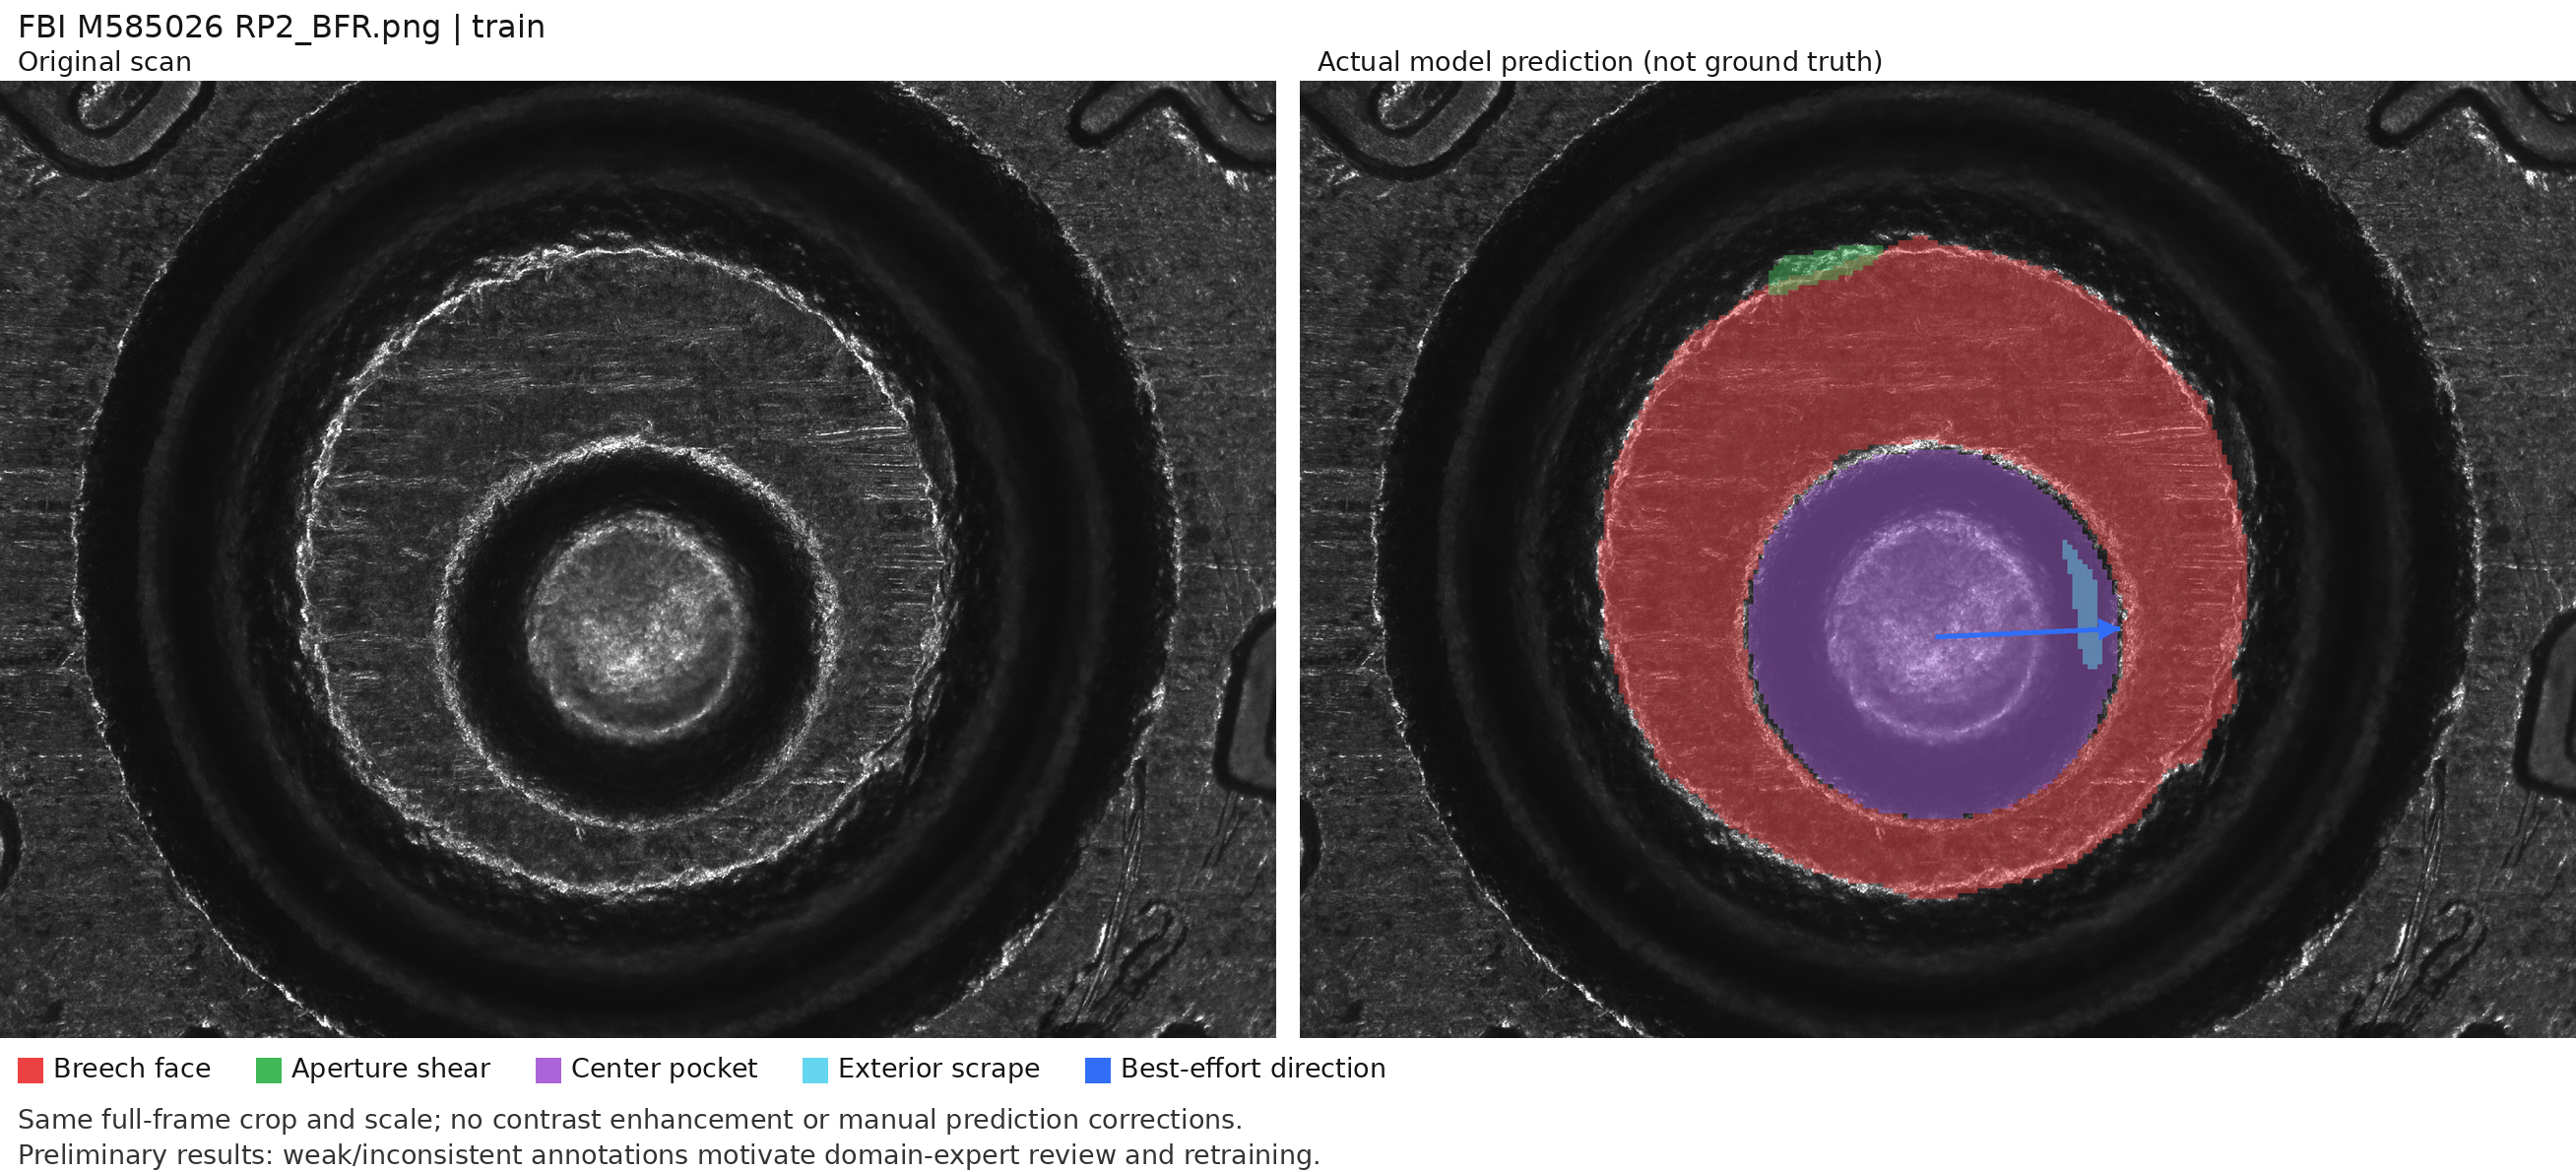 FBI M585026 RP2_BFR.png | train
Original scan
Actual model prediction (not ground truth)
Breech face
Aperture shear
Center pocket
Exterior scrape
Best-effort direction
Same full-frame crop and scale; no contrast enhancement or manual prediction corrections.
Preliminary results: weak/inconsistent annotations motivate domain-expert review and retraining.